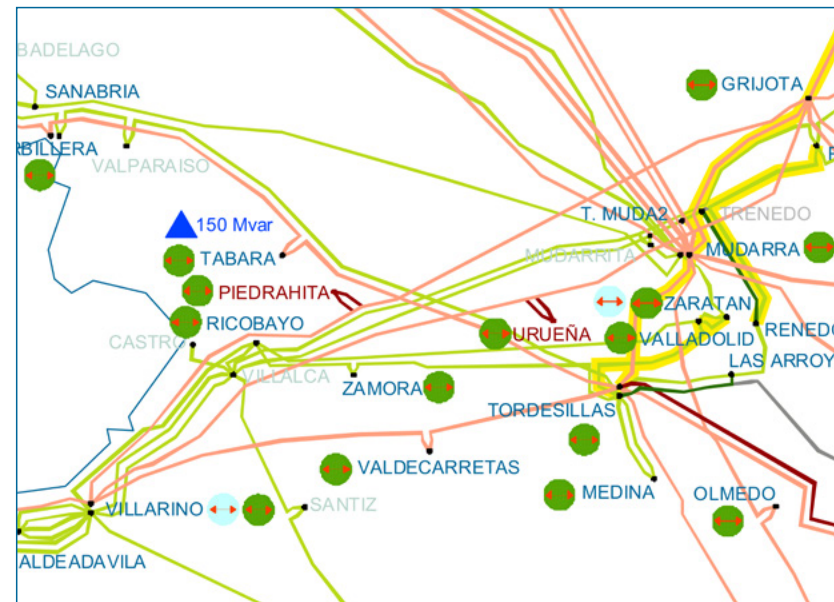 BADELAGO
SANABRIA
GRIJOTA
RBILLERA
VALPARAISO
150 Mvar
T. MUDA2
TRENEDO
TABARA
MUDARRITA
MUDARRA
PIEDRAHITA
RICOBAYO
ZARATAN
CASTRO
URUEÑA
VALLADOLID
RENEDO
LAS ARROY
VILLALCA
ZAMORA
TORDESILLAS
VALDECARRETAS
MEDINA
OLMEDO
VILLARINO
SANTIZ
ALDEADAVILA